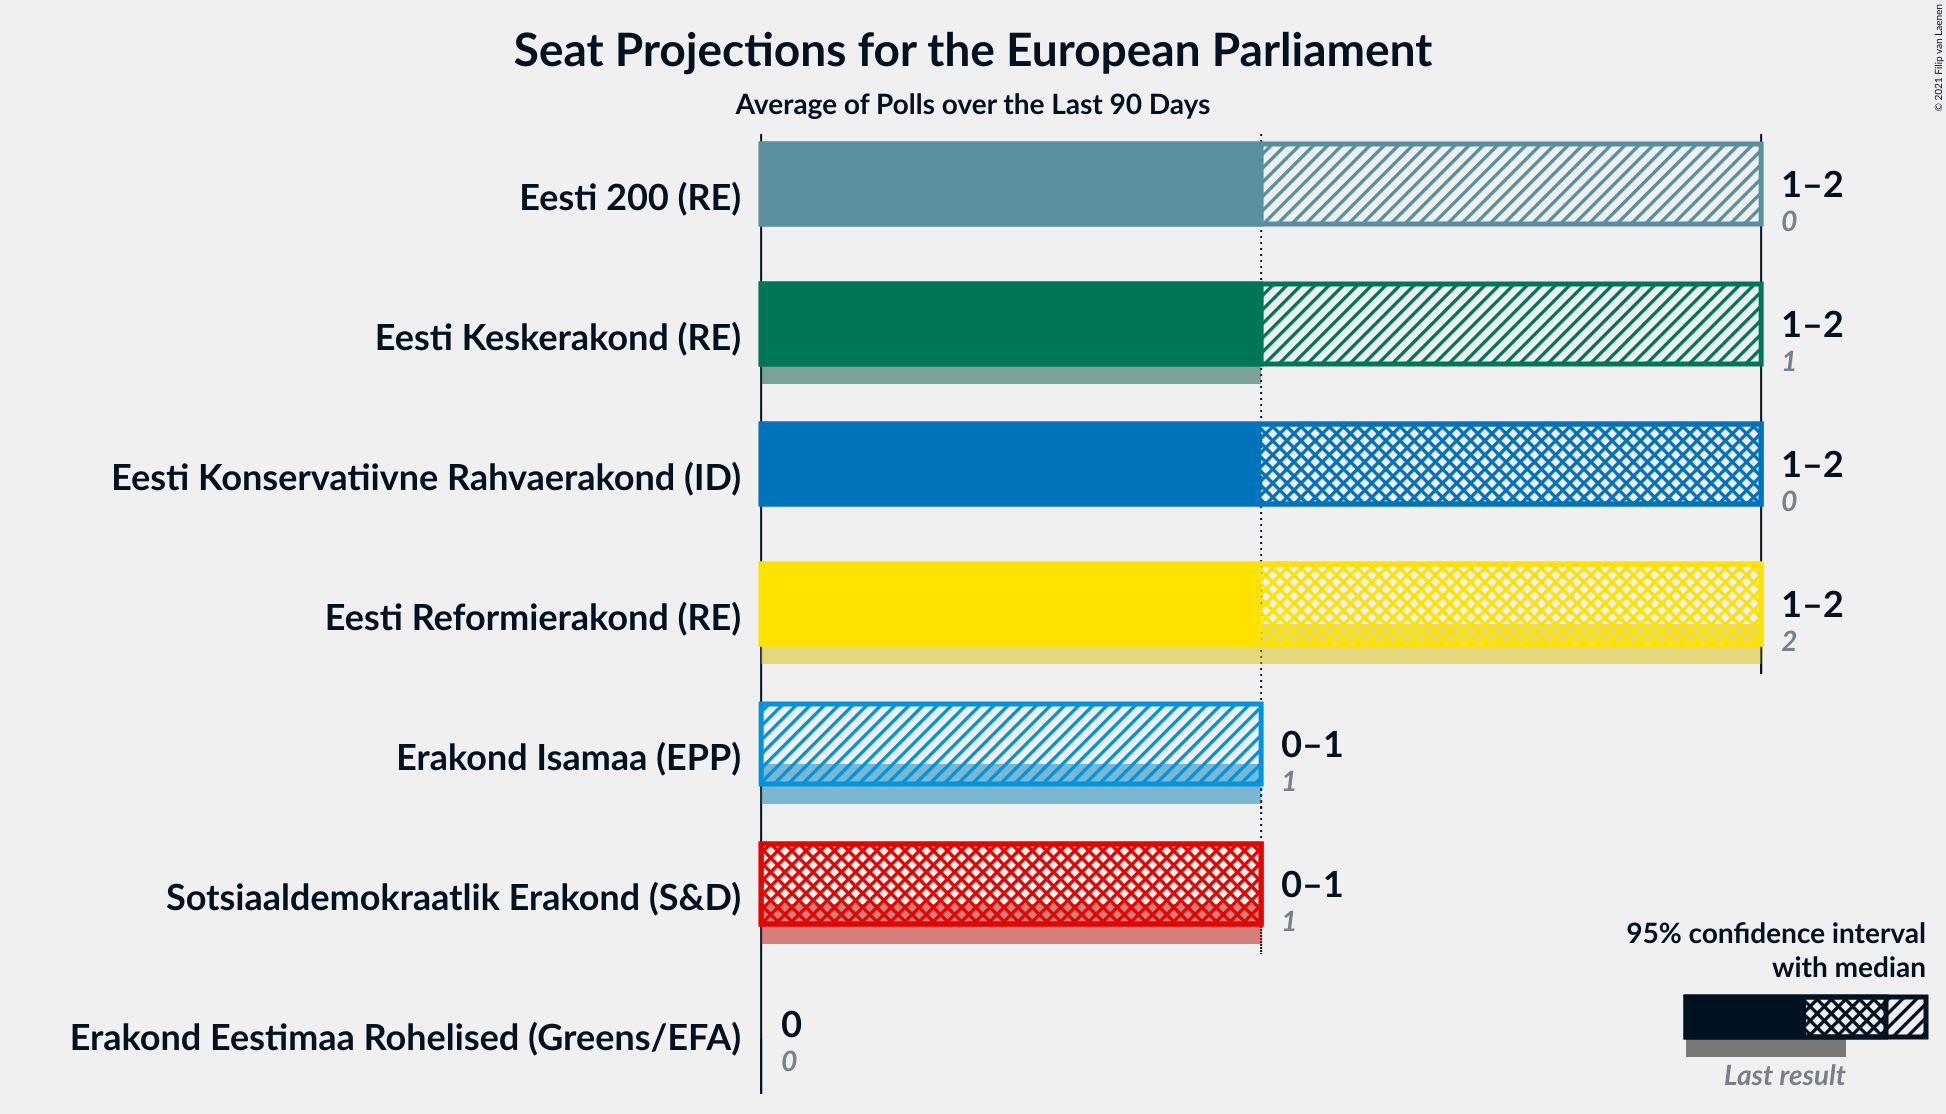 Seat Projections for the European Parliament
Average of Polls over the Last 90 Days
© 2021 Filip van Laenen
Eesti 200 (RE)
1–2
0
Eesti Keskerakond (RE)
1–2
1
Eesti Konservatiivne Rahvaerakond (ID)
1–2
0
Eesti Reformierakond (RE)
1–2
2
Erakond Isamaa (EPP)
0–1
1
Sotsiaaldemokraatlik Erakond (S&D)
0–1
1
Erakond Eestimaa Rohelised (Greens/EFA)
0
0
95% confidence interval
with median
Last result